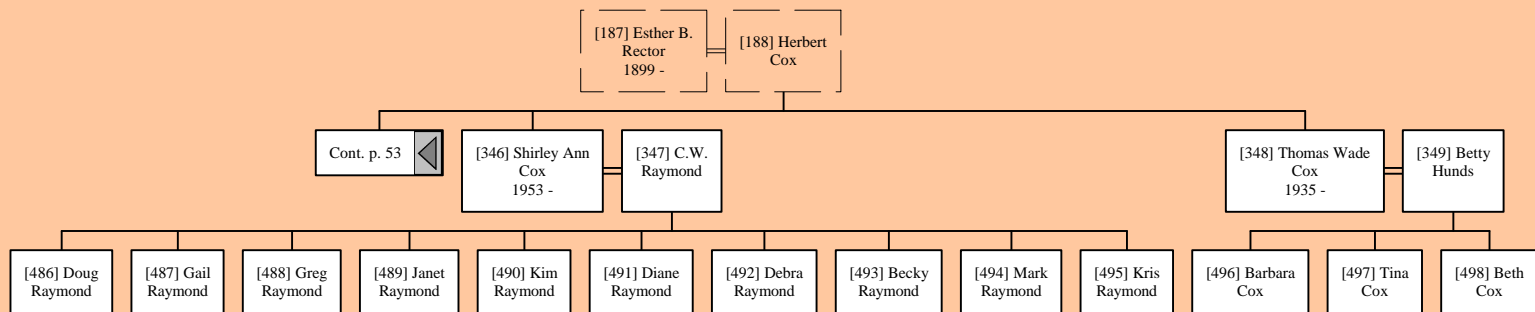 [187] Esther B.
Rector
1899 -
[188] Herbert
Cox
Cont. p. 53
[346] Shirley Ann
Cox
1953 -
[347] C.W.
Raymond
[348] Thomas Wade
Cox
1935 -
[349] Betty
Hunds
[486] Doug
Raymond
[487] Gail
Raymond
[488] Greg
Raymond
[489] Janet
Raymond
[490] Kim
Raymond
[491] Diane
Raymond
[492] Debra
Raymond
[493] Becky
Raymond
[494] Mark
Raymond
[495] Kris
Raymond
[496] Barbara
Cox
[497] Tina
Cox
[498] Beth
Cox